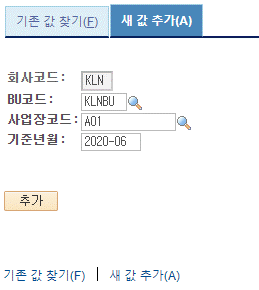 기존 값 찾기(F) 새 값 추가(A)
회사코드: KLN
BU코드: KLNBU
사업장코드: A01
기준년월: 2020-06
추가
기존 값 찾기(F) | 새 값 추가(A)